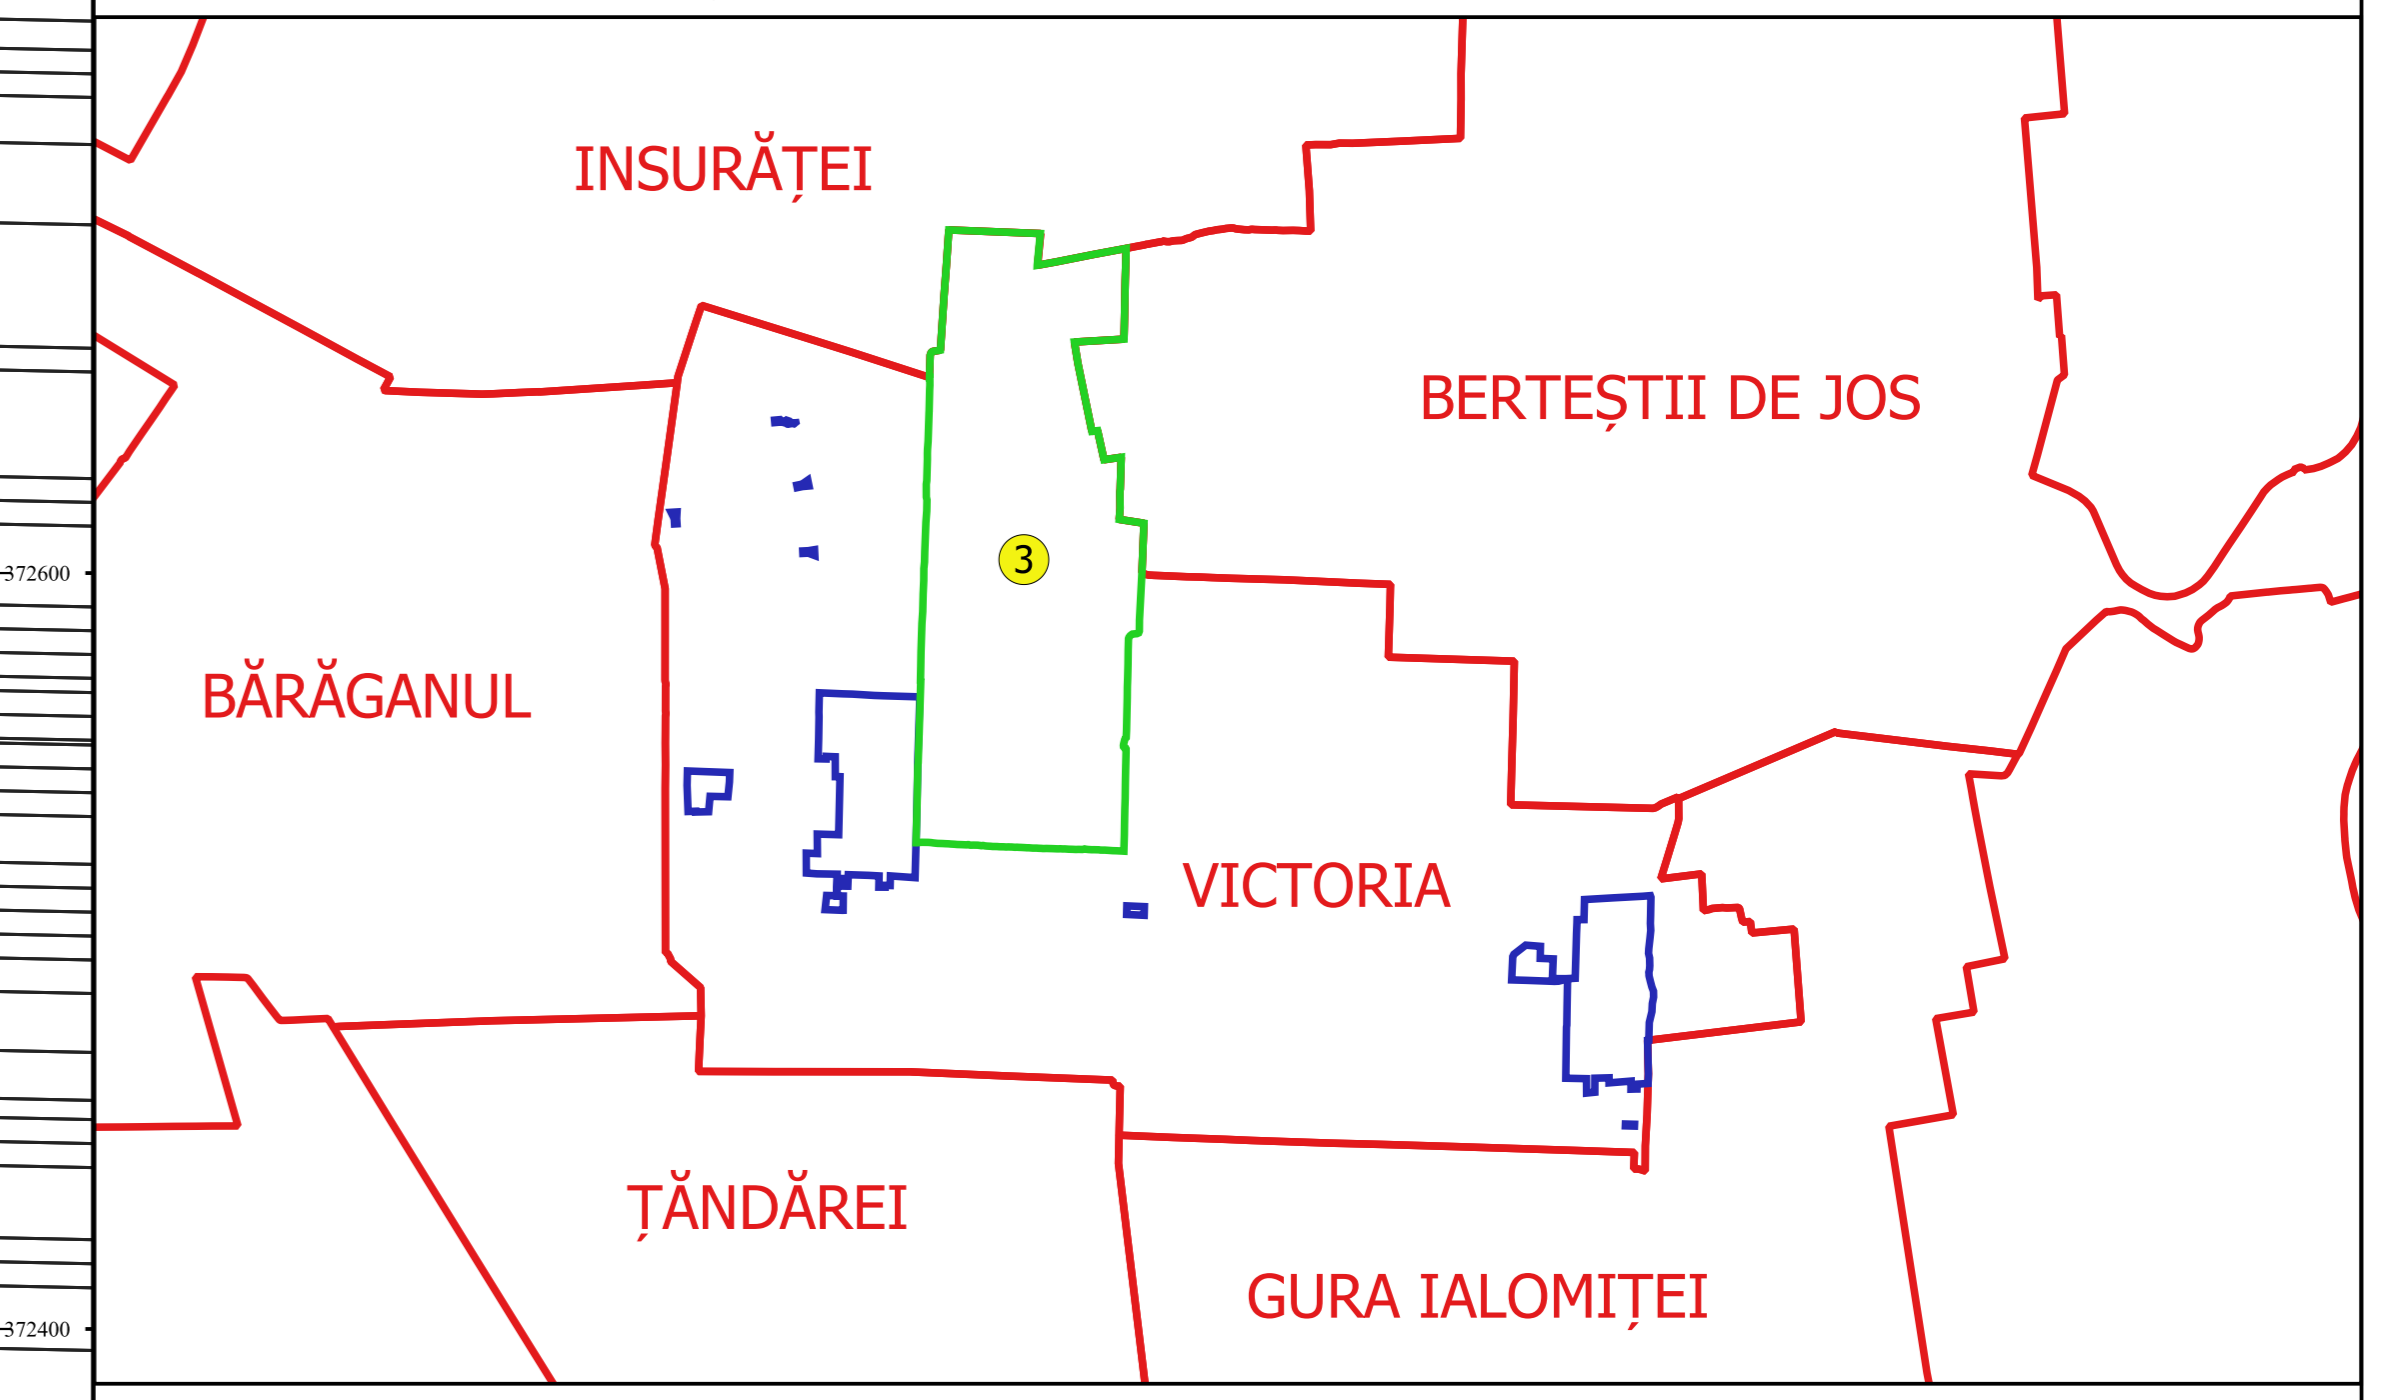 INSURĂȚEI
BERTEȘTII DE JOS
3
372600
BĂRĂGANUL
VICTORIA
ȚĂNDĂREI
GURA IALOMIȚEI
372400